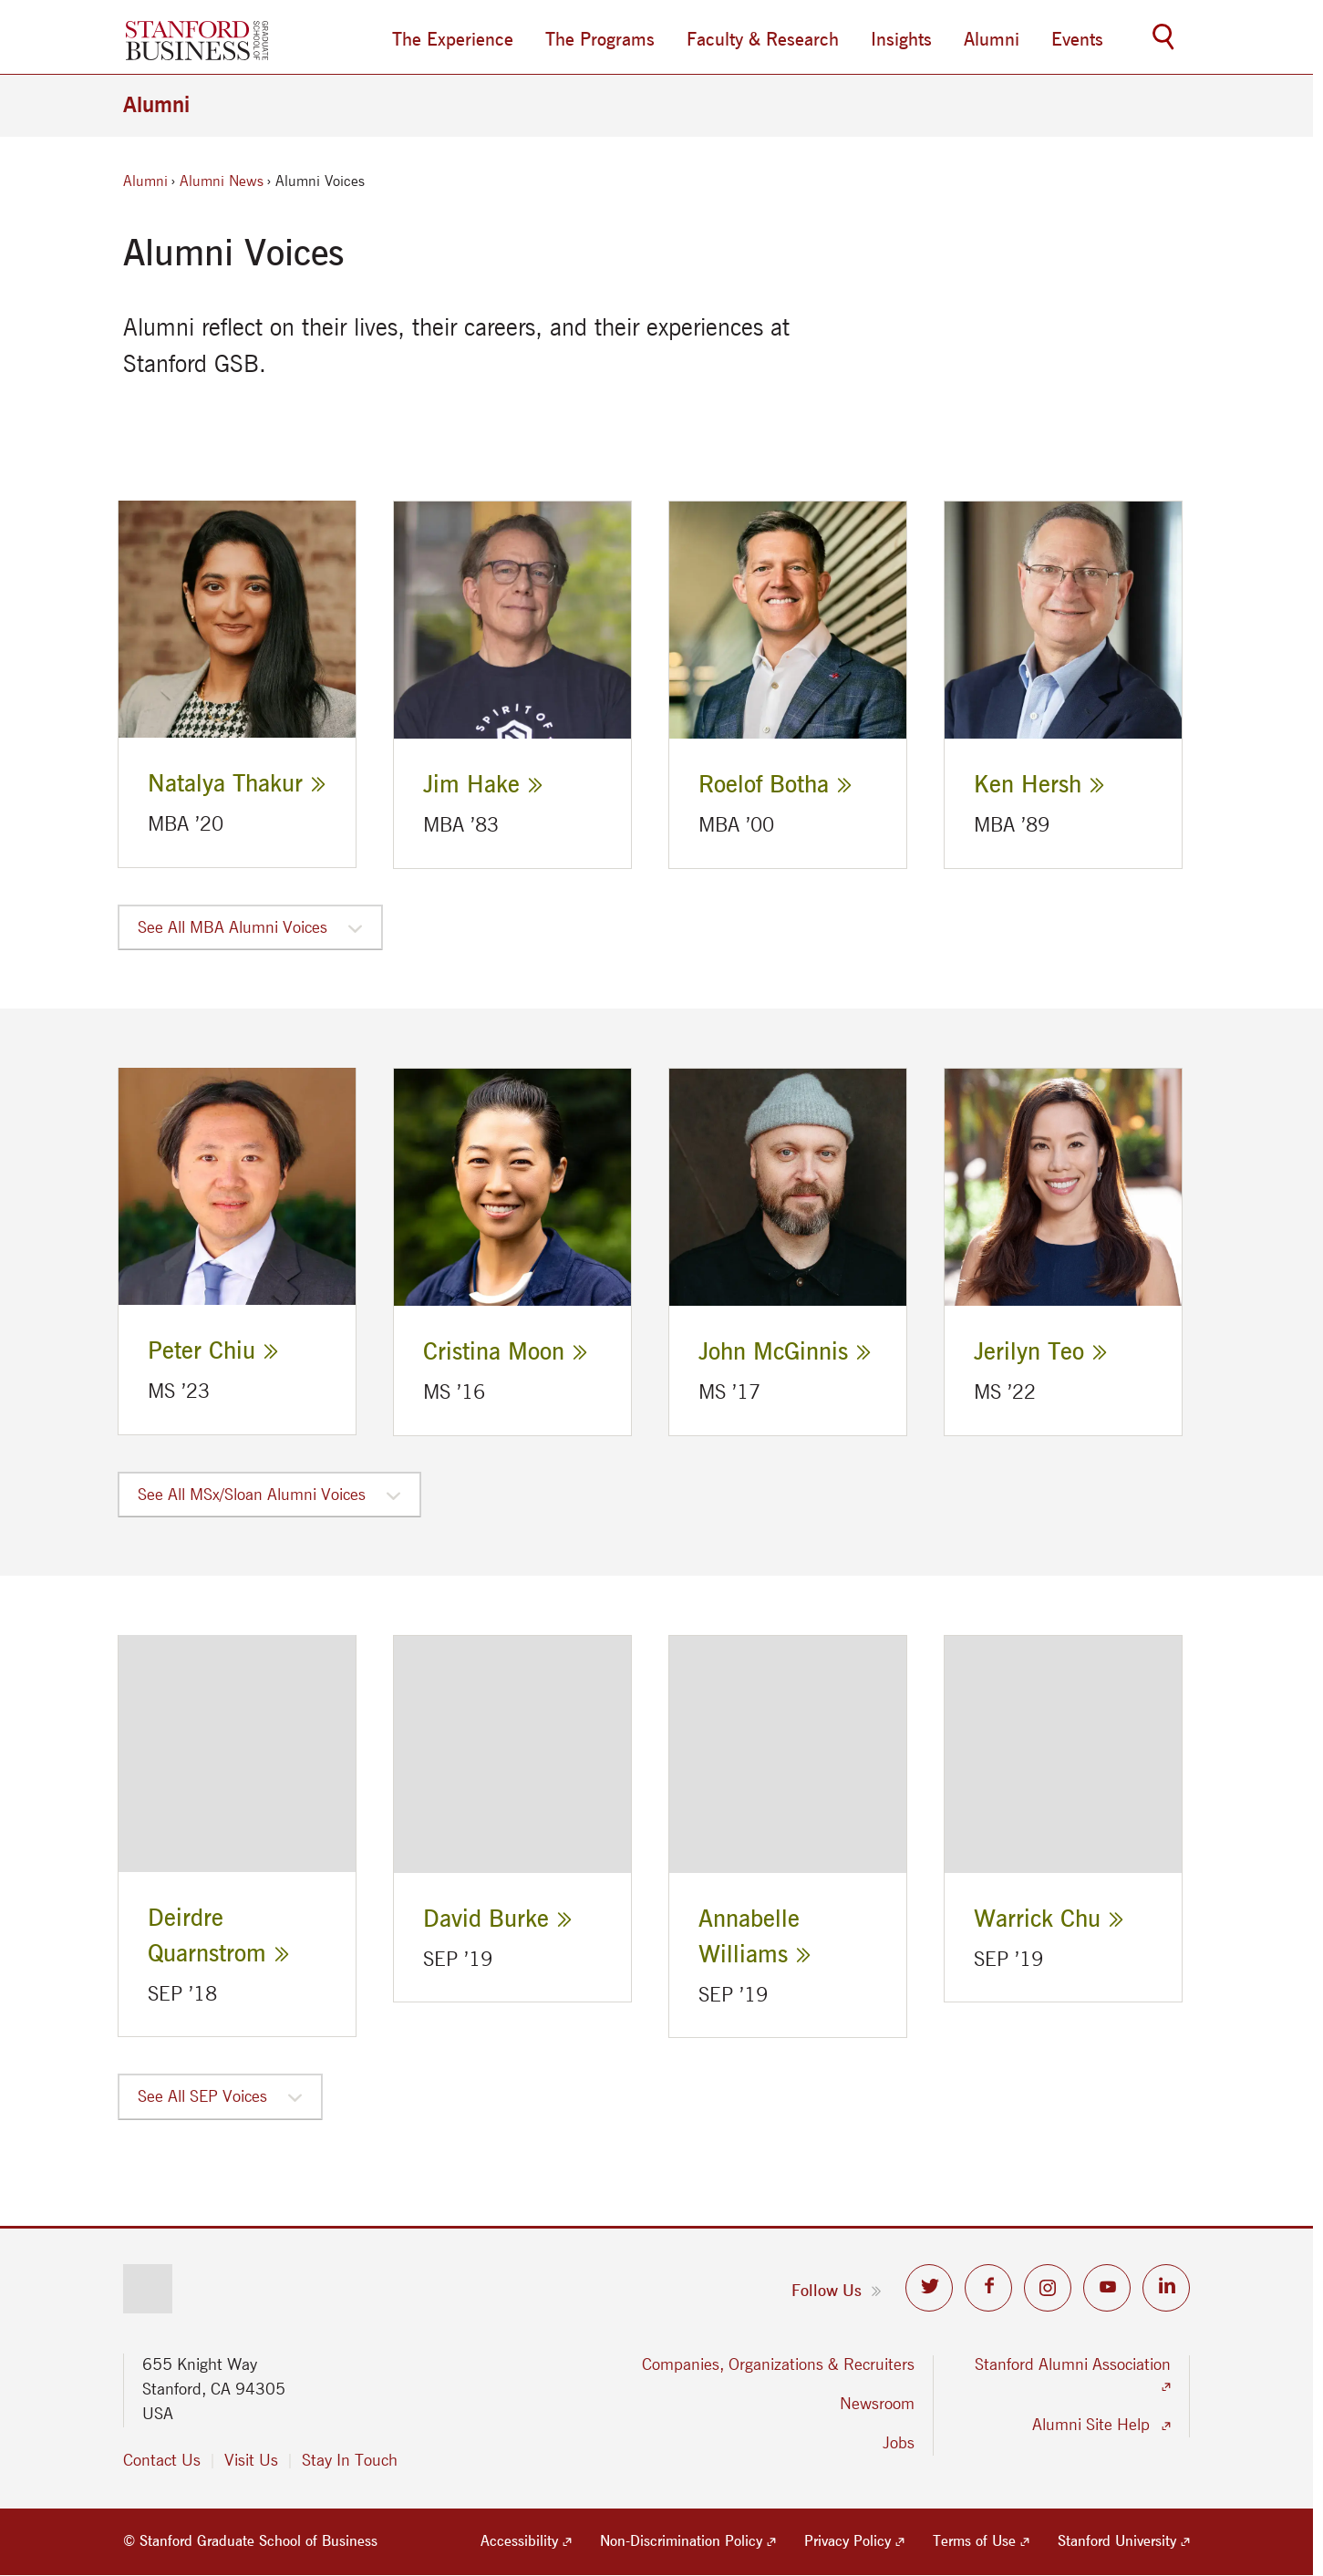 STANFORD
BUSINESS
GRADUATE
SCHOOL OF
The Experience
The Programs
Faculty & Research
Insights
Alumni
Events
Alumni
Alumni › Alumni News › Alumni Voices
Alumni Voices
Alumni reflect on their lives, their careers, and their experiences at
Stanford GSB.
SPIRIT OF
Natalya Thakur »
MBA ’20
Jim Hake »
MBA ’83
Roelof Botha »
MBA ’00
Ken Hersh »
MBA ’89
See All MBA Alumni Voices
Peter Chiu »
MS ’23
Cristina Moon »
MS ’16
John McGinnis »
MS ’17
Jerilyn Teo »
MS ’22
See All MSx/Sloan Alumni Voices
Deirdre
Quarnstrom »
SEP ’18
David Burke »
SEP ’19
Annabelle
Williams »
SEP ’19
Warrick Chu »
SEP ’19
See All SEP Voices
Follow Us »
655 Knight Way
Stanford, CA 94305
USA
Contact Us | Visit Us | Stay In Touch
Companies, Organizations & Recruiters
Newsroom
Jobs
Stanford Alumni Association
Alumni Site Help
© Stanford Graduate School of Business
Accessibility
Non-Discrimination Policy
Privacy Policy
Terms of Use
Stanford University